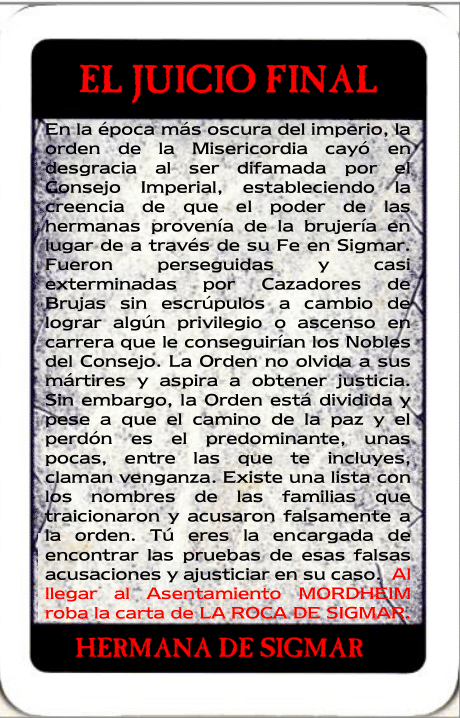 EL JUICIO FINAL
En la época más oscura del imperio, la
orden de la Misericordia cayó en
desgracia al ser difamada por el
Consejo Imperial, estableciendo la
creencia de que el poder de las
hermanas provenía de la brujería en
lugar de a través de su Fe en Sigmar.
Fueron perseguidas y casi
exterminadas por Cazadores de
Brujas sin escrúpulos a cambio de
lograr algún privilegio o ascenso en
carrera que le conseguirían los Nobles
del Consejo. La Orden no olvida a sus
mártires y aspira a obtener justicia.
Sin embargo, la Orden está dividida y
pese a que el camino de la paz y el
perdón es el predominante, unas
pocas, entre las que te incluyes,
claman venganza. Existe una lista con
los nombres de las familias que
traicionaron y acusaron falsamente a
la orden. Tú eres la encargada de
encontrar las pruebas de esas falsas
acusaciones y ajusticiar en su caso. Al
llegar al Asentamiento MORDHEIM
roba la carta de LA ROCA DE SIGMAR.
HERMANA DE SIGMAR